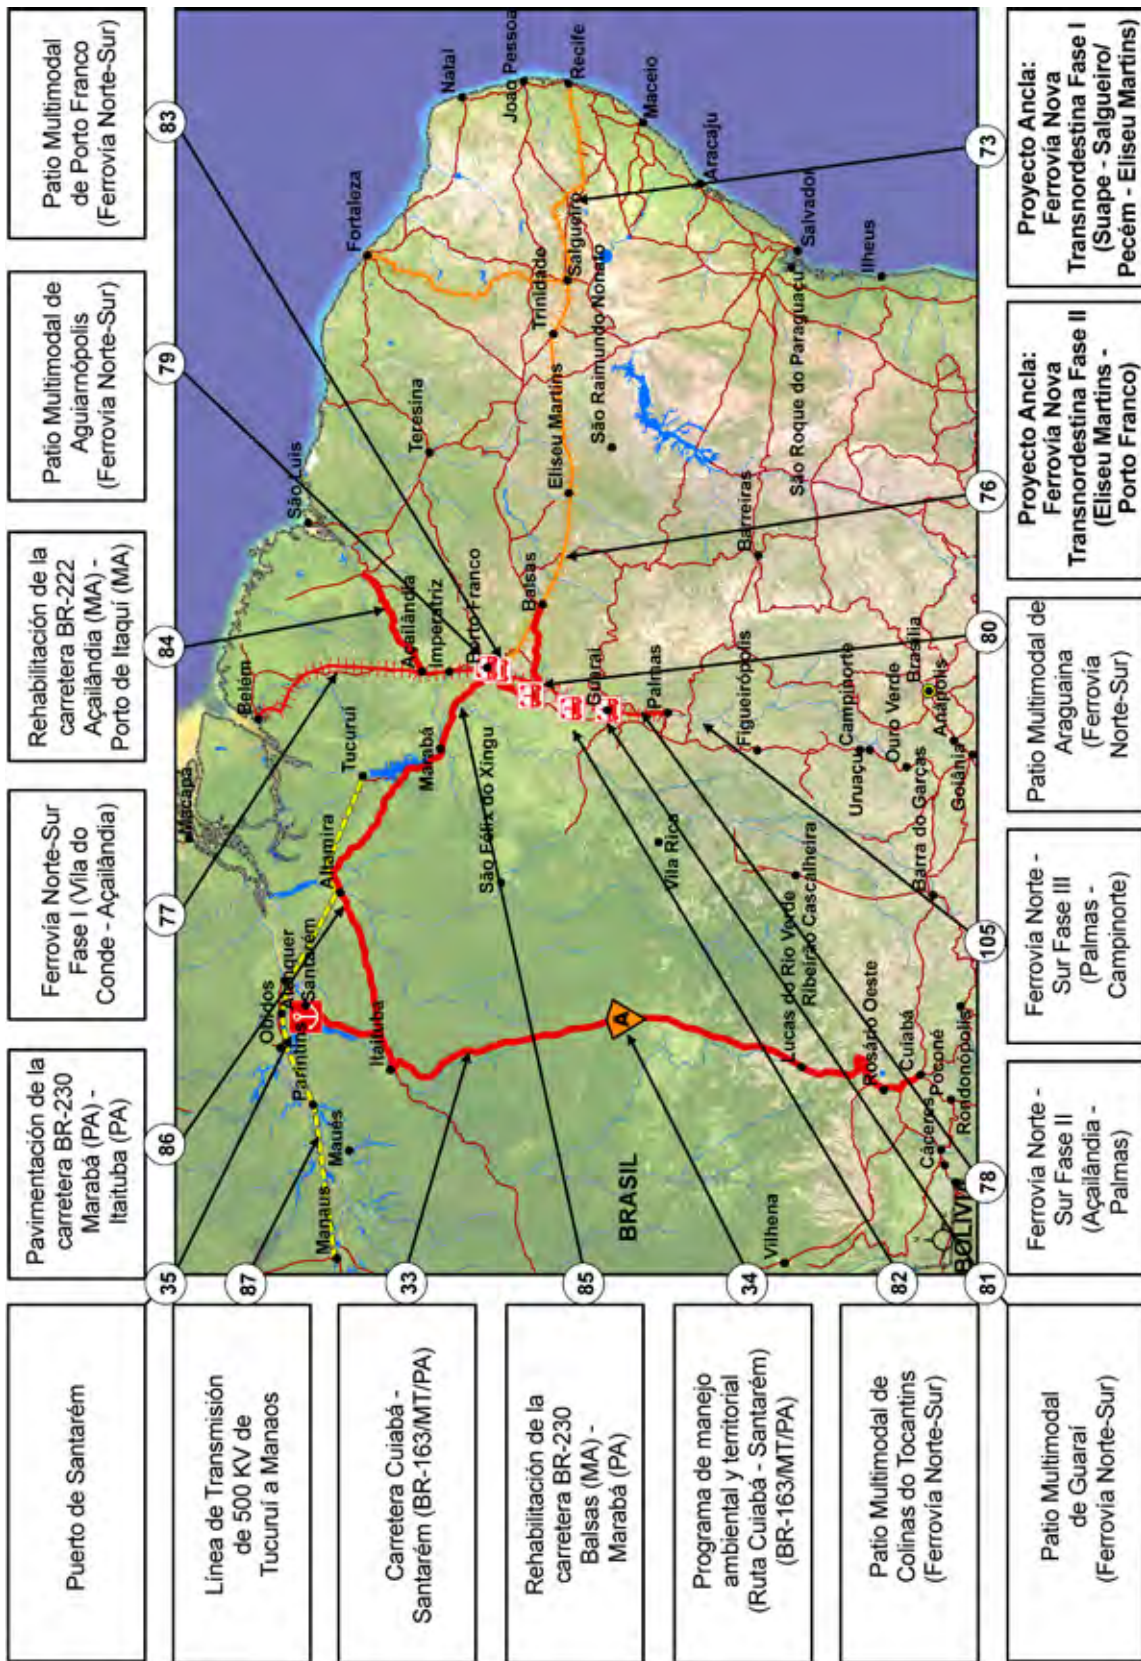 Puerto de Santarém
Pavimentación de la
carretera BR-230
Marabá (PA) -
Itaituba (PA)
Ferrovia Norte-Sur
Fase I (Vila do
Conde - Açailândia)
Rehabilitación de la
carretera BR-222
Açailândia (MA) -
Porto de Itaquí (MA)
Patio Multimodal de
Aguiarnópolis
(Ferrovia Norte-Sur)
Patio Multimodal
de Porto Franco
(Ferrovia Norte-Sur)
35
86
77
84
79
83
Línea de Transmisión
de 500 KV de
Tucuruí a Manaos
87
Carretera Cuiabá -
Santarém (BR-163/MT/PA)
33
Rehabilitación de la
carretera BR-230
Balsas (MA) -
Marabá (PA)
85
Programa de manejo
ambiental y territorial
(Ruta Cuiabá - Santarém)
(BR-163/MT/PA)
34
Patio Multimodal de
Colinas do Tocantins
(Ferrovia Norte-Sur)
82
Macapa
Belém
Óbidos
Alenquer
Santarém
Parintins
Manaus
Maués
Altamira
Tucuruí
São Luis
Fortaleza
Itaituba
Marabá
Açailândia
Imperatriz
Porto Franco
Teresina
Natal
João Pessoa
Recife
São Félix do Xingu
Balsas
Eliseu Martins
Trinidade
Salgueiro
São Raimundo Nonato
Maceio
Aracaju
Guaraí
Palmas
Vila Rica
BRASIL
A
Vilhena
Lucas do Rio Verde
Ribeirão Cascalheira
Figueirópolis
Barreiras
São Roque do Paraguaçu
Salvador
Ilheus
Rosário Oeste
Cuiabá
Cáceres
Poconé
Rondonópolis
Barra do Garças
Uruaçu
Campinorte
Ouro Verde
Brasília
Anápolis
Goiânia
BOLIVI
81
78
105
80
76
73
Patio Multimodal
de Guaraí
(Ferrovia Norte-Sur)
Ferrovia Norte -
Sur Fase II
(Açailândia -
Palmas)
Ferrovia Norte -
Sur Fase III
(Palmas -
Campinorte)
Patio Multimodal de
Araguaina
(Ferrovía
Norte-Sur)
Proyecto Ancla:
Ferrovía Nova
Transnordestina Fase II
(Eliseu Martins -
Porto Franco)
Proyecto Ancla:
Ferrovía Nova
Transnordestina Fase I
(Suape - Salgueiro/
Pecém - Eliseu Martins)